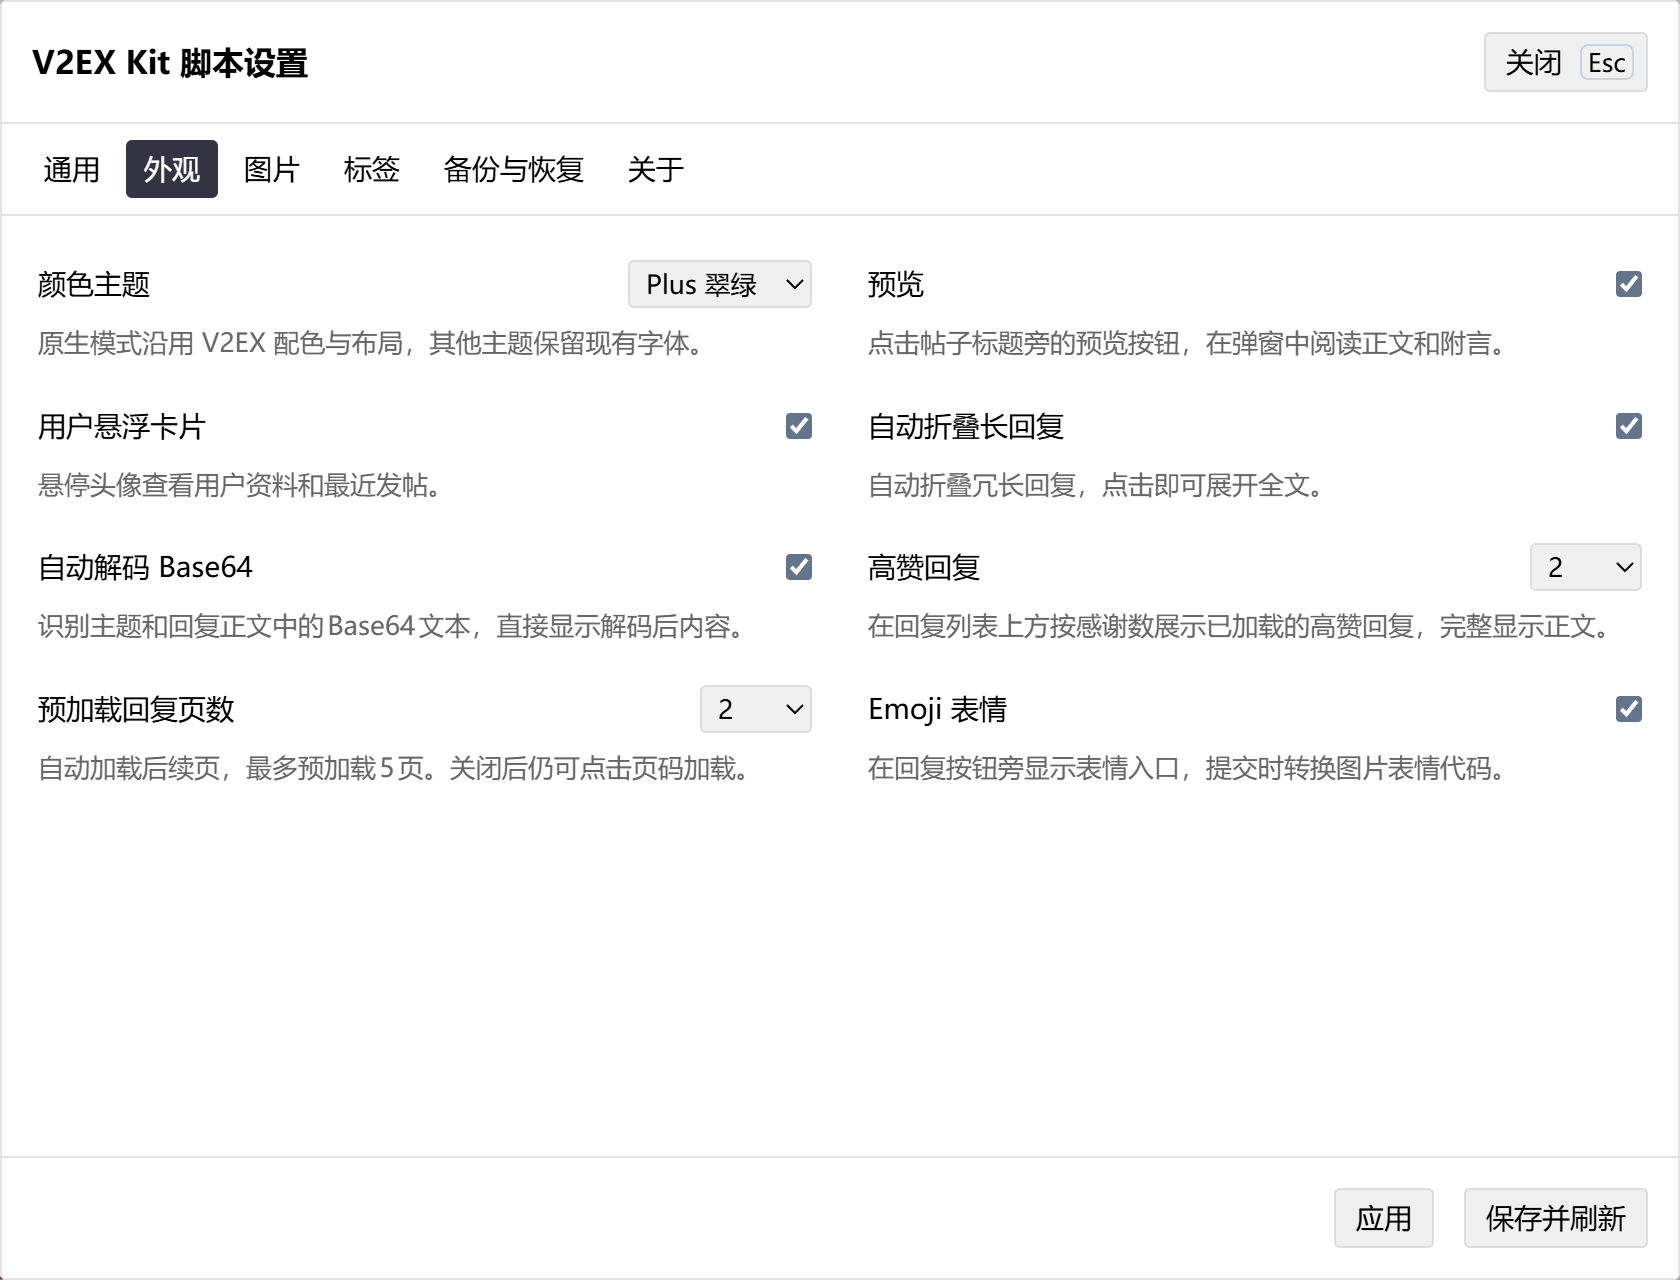 V2EX Kit 脚本设置
关闭 Esc
通用 外观 图片 标签 备份与恢复 关于
颜色主题 Plus 翠绿
原生模式沿用 V2EX 配色与布局，其他主题保留现有字体。
预览
点击帖子标题旁的预览按钮，在弹窗中阅读正文和附言。
用户悬浮卡片
悬停头像查看用户资料和最近发帖。
自动折叠长回复
自动折叠冗长回复，点击即可展开全文。
自动解码 Base64
识别主题和回复正文中的 Base64 文本，直接显示解码后内容。
高赞回复 2
在回复列表上方按感谢数展示已加载的高赞回复，完整显示正文。
预加载回复页数 2
自动加载后续页，最多预加载 5 页。关闭后仍可点击页码加载。
Emoji 表情
在回复按钮旁显示表情入口，提交时转换图片表情代码。
应用 保存并刷新